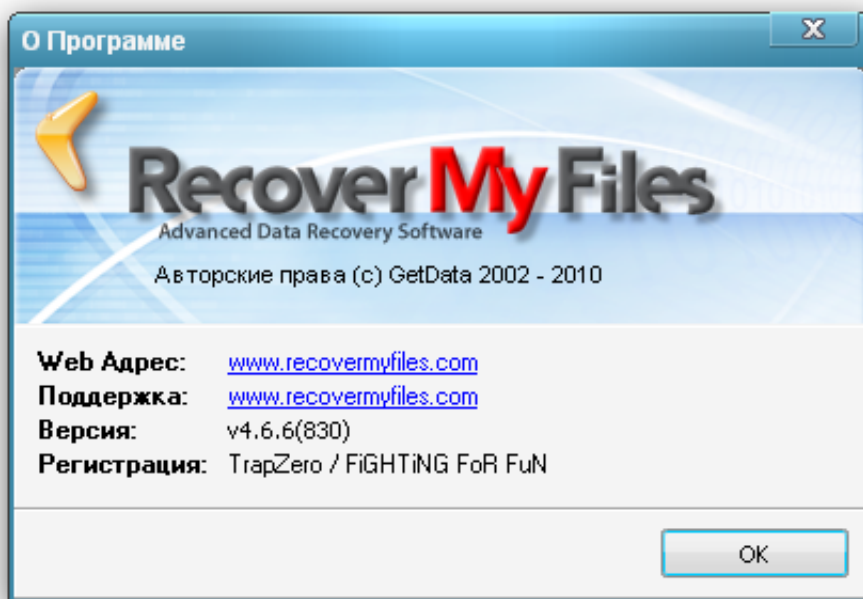 О Программе
Recover My Files
Advanced Data Recovery Software
Авторские права (c) GetData 2002 - 2010
Web Адрес: www.recovermyfiles.com
Поддержка: www.recovermyfiles.com
Версия: v4.6.6(830)
Регистрация: TrapZero / FiGHTiNG FoR FuN
OK